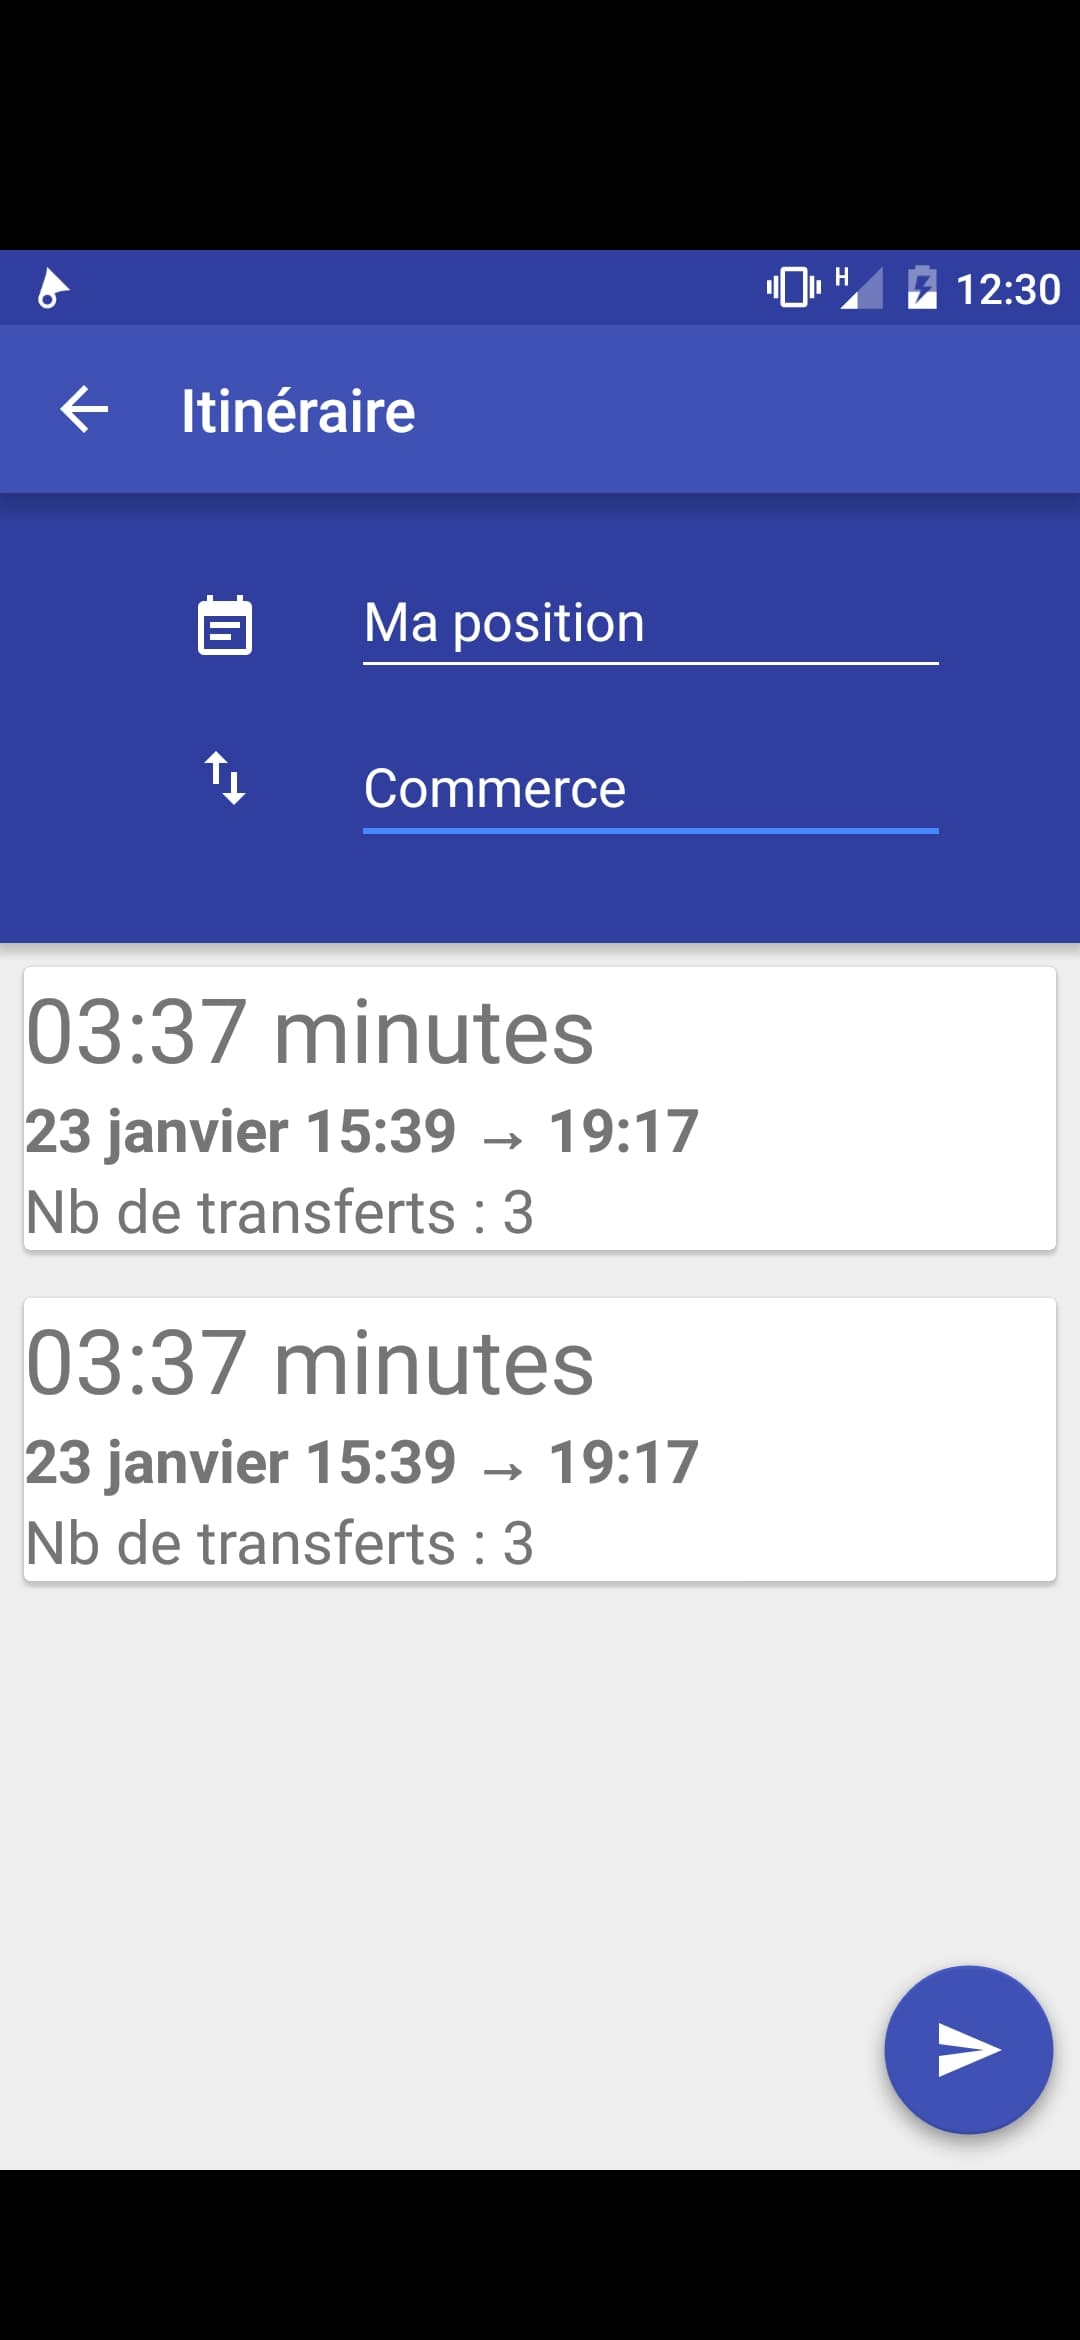 H 12:30
Itinéraire
Ma position
Commerce
03:37 minutes
23 janvier 15:39 → 19:17
Nb de transferts : 3
03:37 minutes
23 janvier 15:39 → 19:17
Nb de transferts : 3